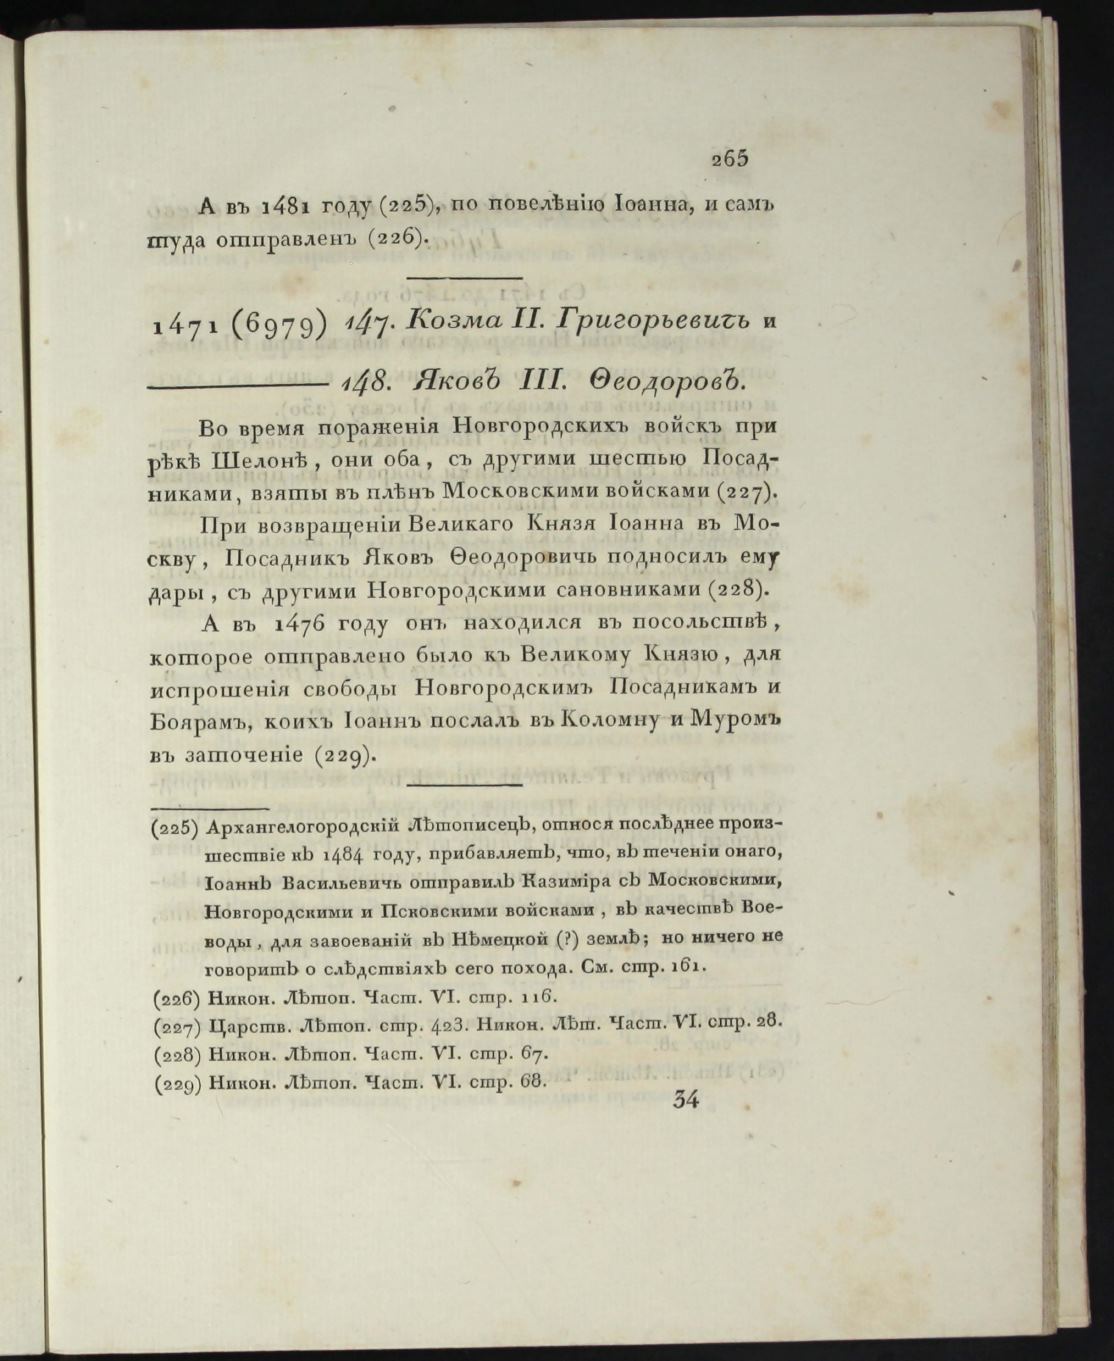 265
А въ 1481 году (225), по повелѣнію Іоанна, и самъ
туда отправленъ (226).
1471 (6979) 147. Козма II. Григорьевичь и
148. Яковъ III. Ѳеодоровъ.
Во время пораженія Новгородскихъ войскъ при
рѣкѣ Шелонѣ, они оба, съ другими шестью Посад-
никами, взяты въ плѣнъ Московскими войсками (227).
При возвращеніи Великаго Князя Іоанна въ Мо-
скву, Посадникъ Яковъ Ѳеодоровичь подносилъ ему
дары, съ другими Новгородскими сановниками (228).
А въ 1476 году онъ находился въ посольствѣ,
которое отправлено было къ Великому Князю, для
испрошенія свободы Новгородскимъ Посадникамъ и
Боярамъ, коихъ Іоаннъ послалъ въ Коломну и Муромъ
въ заточеніе (229).
(225) Архангелогородскій Лѣтописецъ, относя послѣднее произ-
шествіе къ 1484 году, прибавляетъ, что, въ теченіи онаго,
Іоаннъ Васильевичь отправилъ Казиміра съ Московскими,
Новгородскими и Псковскими войсками, въ качествѣ Вое-
воды, для завоеваній въ Нѣмецкой (?) землѣ; но ничего не
говоритъ о слѣдствіяхъ сего похода. См. стр. 161.
(226) Никон. Лѣтоп. Част. VI. стр. 116.
(227) Царств. Лѣтоп. стр. 423. Никон. Лѣт. Част. VI. стр. 28.
(228) Никон. Лѣтоп. Част. VI. стр. 67.
(229) Никон. Лѣтоп. Част. VI. стр. 68.
34